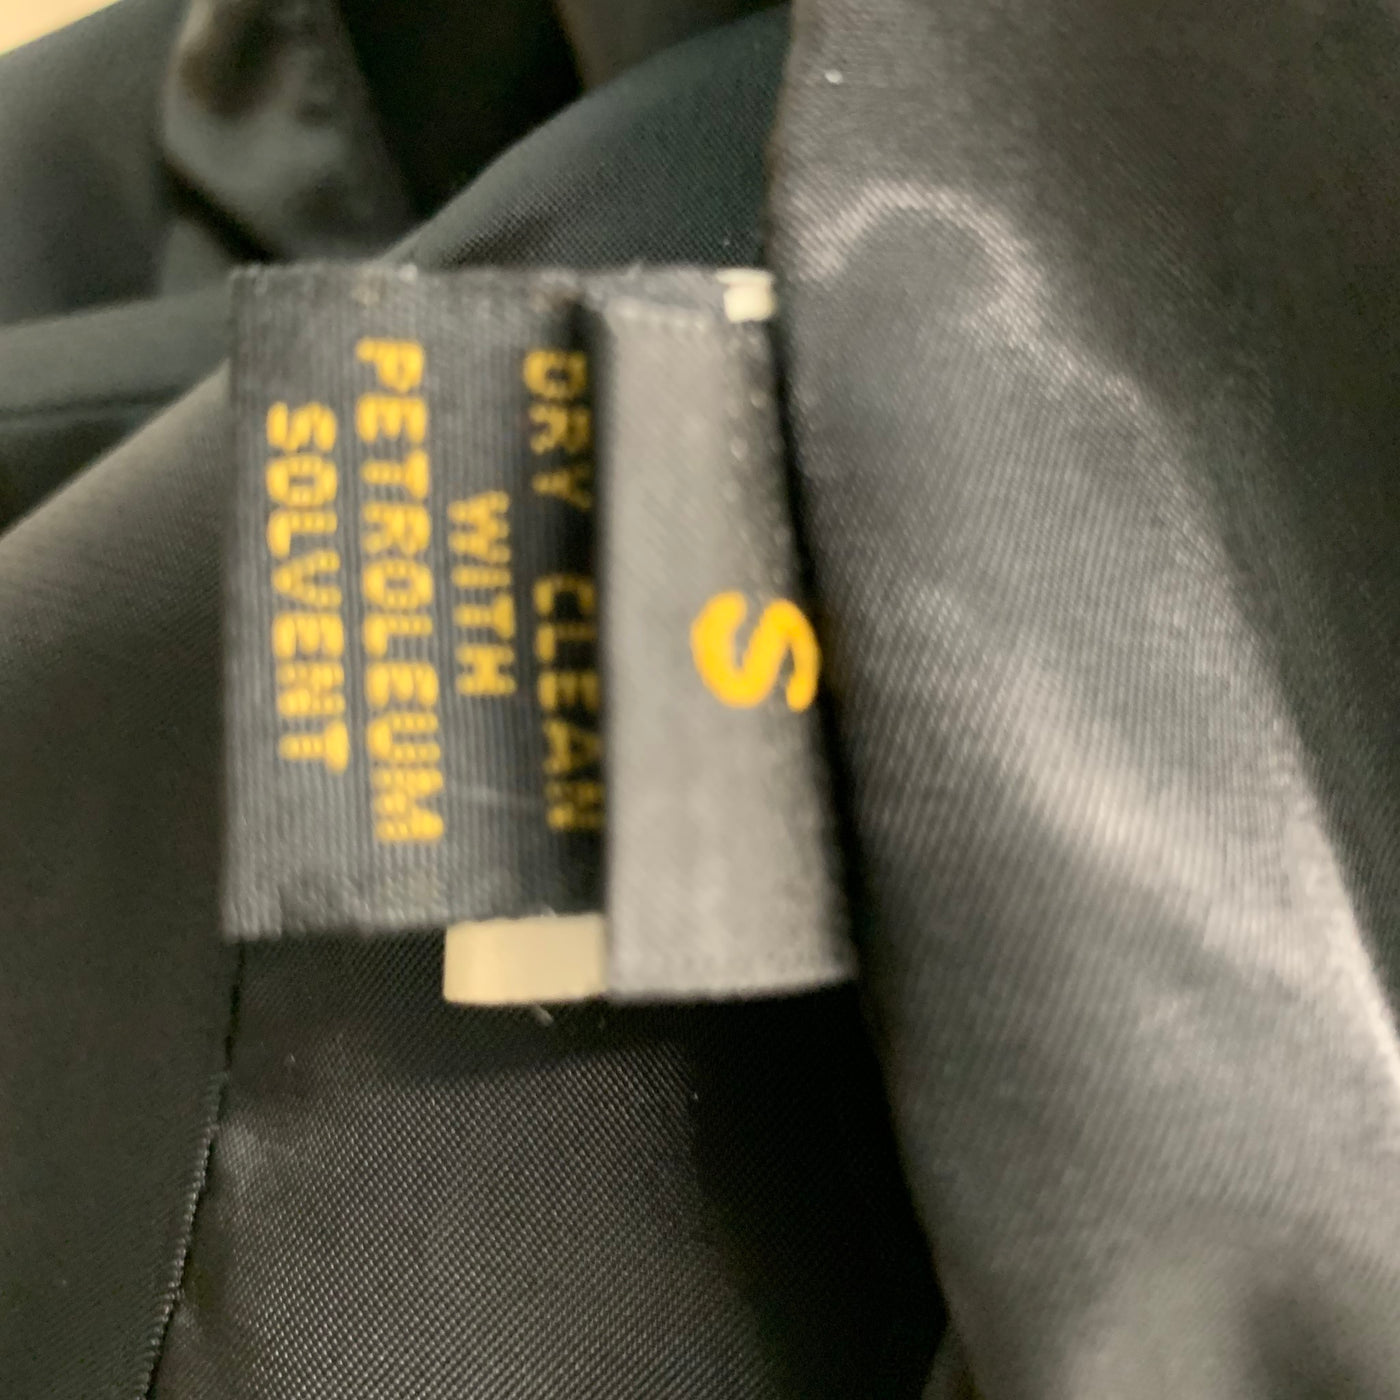 S
DRY CLEAN
WITH
PETROLEUM
SOLVENT